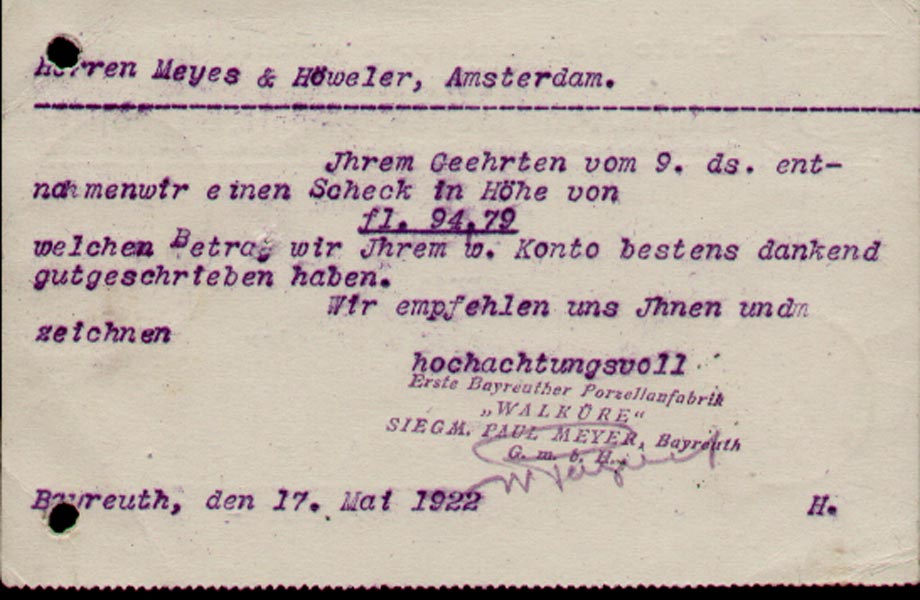 Herren Meyes & Höweler, Amsterdam.
Jhrem Geehrten vom 9. ds. ent-
nahmenwir einen Scheck in Höhe von
fl. 94.79
welchen Betrag wir Jhrem w. Konto bestens dankend
gutgeschrieben haben.
Wir empfehlen uns Jhnen undm
zeichnen
hochachtungsvoll
Erste Bayreuther Porzellanfabrik
„WALKÜRE“
SIEGM. PAUL MEYER, Bayreuth
G. m. b. H.
Bayreuth, den 17. Mai 1922 H.